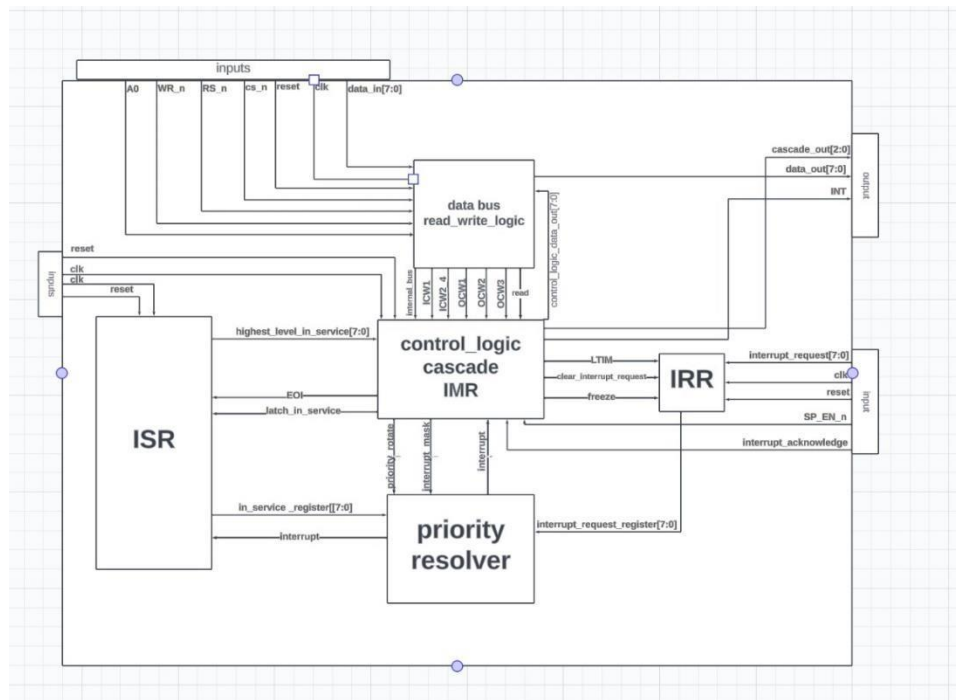 inputs
A0
WR_n
RS_n
cs_n
reset
clk
data_in[7:0]
cascade_out[2:0]
data_out[7:0]
INT
output
data bus
read_write_logic
control_logic_data_out[7:0]
reset
clk
clk
reset
inputs
internal_bus
ICW1
ICW2_4
OCW1
OCW2
OCW3
read
highest_level_in_service[7:0]
control_logic
cascade
IMR
LTIM
clear_interrupt_request
freeze
IRR
interrupt_request[7:0]
clk
reset
SP_EN_n
interrupt_acknowledge
input
EOI
latch_in_service
ISR
priority_rotate
interrupt_mask
interrupt
in_service _register[[7:0]
interrupt
priority
resolver
interrupt_request_register[7:0]